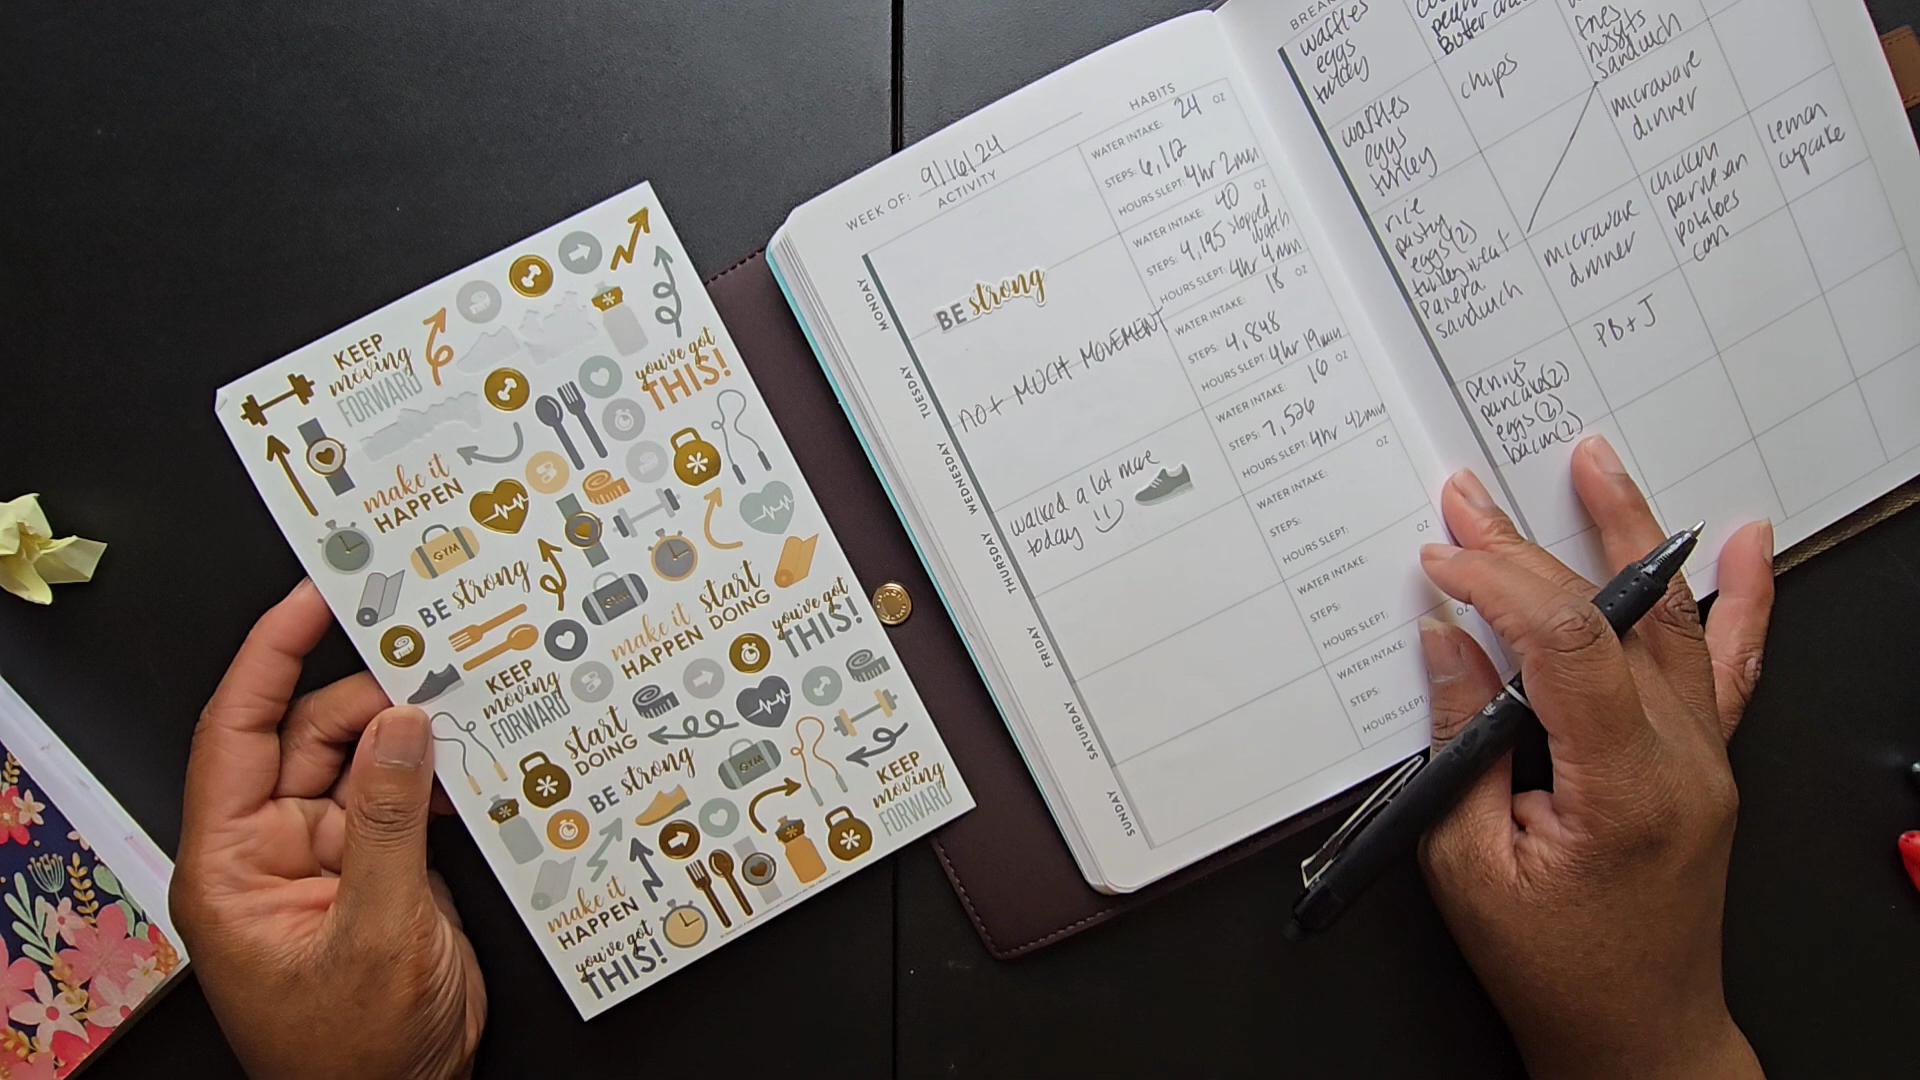 KEEP
moving
FORWARD
you've got
THIS!
make it
HAPPEN
GYM
BE strong
GYM
make it
HAPPEN
start
DOING
you've got
THIS!
KEEP
moving
FORWARD
start
DOING
BE strong
GYM
KEEP
moving
FORWARD
make it
HAPPEN
you've got
THIS!
WEEK OF: 9/16/24
ACTIVITY
HABITS
MONDAY
BE strong
WATER INTAKE: 24 OZ
STEPS: 6,112
HOURS SLEPT: 4hr 2min
TUESDAY
NOT MUCH MOVEMENT
WATER INTAKE: 40 OZ
STEPS: 4,195 stopped
watch
HOURS SLEPT: 4hr 4min
WEDNESDAY
WATER INTAKE: 18 OZ
STEPS: 4,848
HOURS SLEPT: 4hr 19min
THURSDAY
walked a lot more
today
WATER INTAKE: 16 OZ
STEPS: 7,526
HOURS SLEPT: 4hr 42min
FRIDAY
WATER INTAKE: OZ
STEPS:
HOURS SLEPT:
SATURDAY
WATER INTAKE: OZ
STEPS:
HOURS SLEPT:
SUNDAY
WATER INTAKE: OZ
STEPS:
HOURS SLEPT:
waffles
eggs
turkey
Butter
fries
nuggets
sandwich
waffles
eggs
turkey
chips
microwave
dinner
rice
pastry
eggs(2)
turkey meat
Panera
sandwich
microwave
dinner
chicken
parmesan
potatoes
corn
lemon
cupcake
penny's
pancakes(2)
eggs(2)
bacon(2)
PB+J